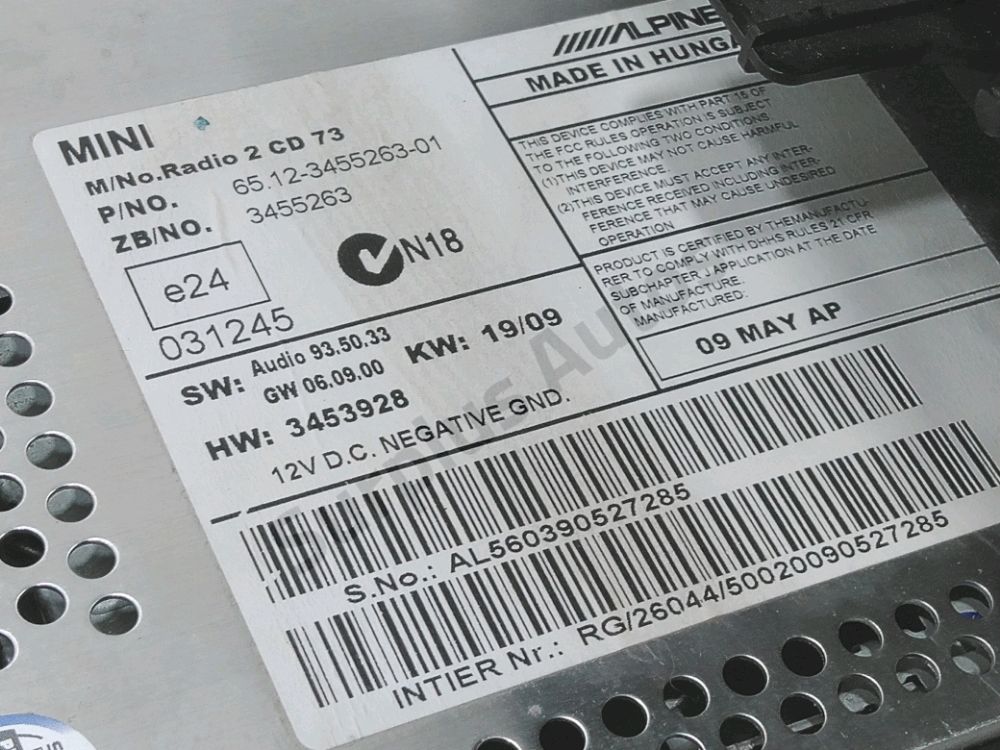 MINI
M/No.Radio 2 CD 73
P/NO. 65.12-3455263-01
ZB/NO. 3455263
e24
N18
031245
SW: Audio 93.50.33
GW 06.09.00
KW: 19/09
HW: 3453928
12V D.C. NEGATIVE GND.
ALPINE
MADE IN HUNGA
THIS DEVICE COMPLIES WITH PART 15 OF
THE FCC RULES OPERATION IS SUBJECT
TO THE FOLLOWING TWO CONDITIONS
(1)THIS DEVICE MAY NOT CAUSE HARMFUL
INTERFERENCE.
(2)THIS DEVICE MUST ACCEPT ANY INTER-
FERENCE RECEIVED INCLUDING INTER-
FERENCE THAT MAY CAUSE UNDESIRED
OPERATION
PRODUCT IS CERTIFIED BY THEMANUFACTU-
RER TO COMPLY WITH DHHS RULES 21 CFR
SUBCHAPTER J APPLICATION AT THE DATE
OF MANUFACTURE.
MANUFACTURED:
09 MAY AP
S.No.: AL560390527285
INTIER Nr.: RG/26044/50020090527285